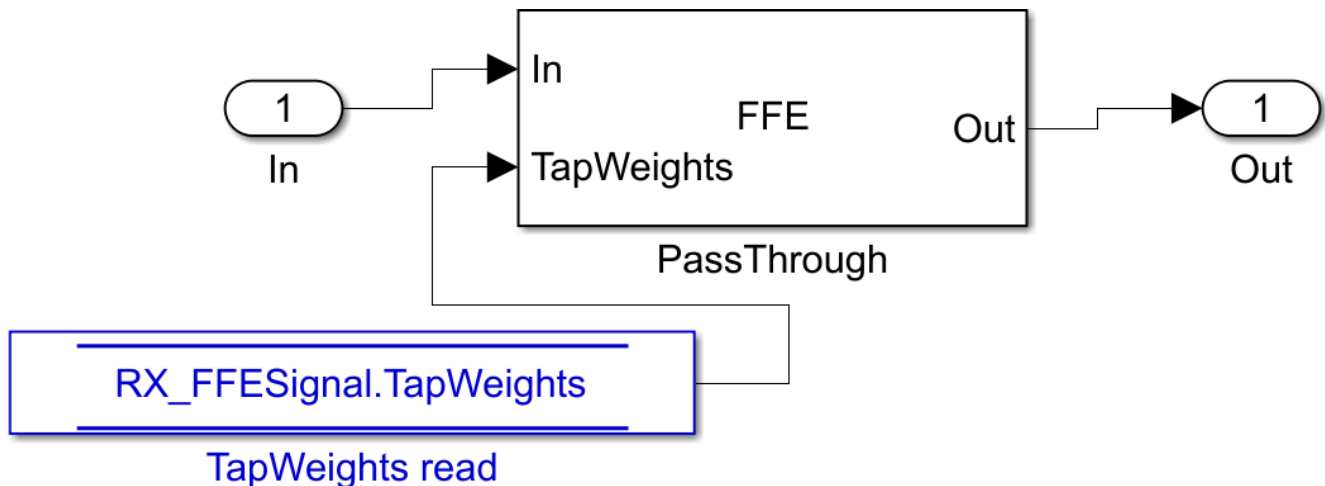 In
FFE
1
Out
1
TapWeights
In
Out
PassThrough
RX_FFESignal.TapWeights
TapWeights read